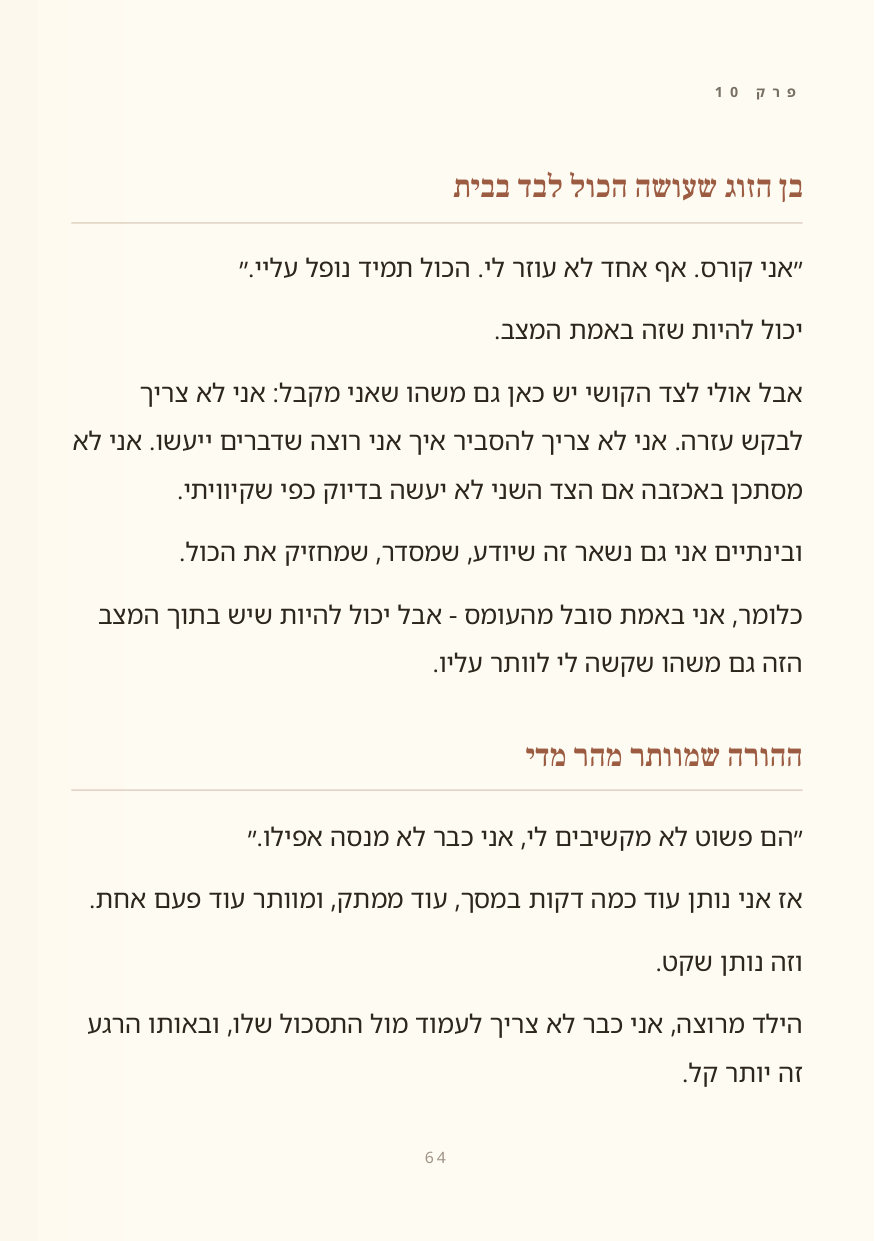 פרק 10
בן הזוג שעושה הכול לבד בבית
״אני קורס. אף אחד לא עוזר לי. הכול תמיד נופל עליי.״
יכול להיות שזה באמת המצב.
אבל אולי לצד הקושי יש כאן גם משהו שאני מקבל: אני לא צריך
לבקש עזרה. אני לא צריך להסביר איך אני רוצה שדברים ייעשו. אני לא
מסתכן באכזבה אם הצד השני לא יעשה בדיוק כפי שקיוויתי.
ובינתיים אני גם נשאר זה שיודע, שמסדר, שמחזיק את הכול.
כלומר, אני באמת סובל מהעומס - אבל יכול להיות שיש בתוך המצב
הזה גם משהו שקשה לי לוותר עליו.
ההורה שמוותר מהר מדי
״הם פשוט לא מקשיבים לי, אני כבר לא מנסה אפילו.״
אז אני נותן עוד כמה דקות במסך, עוד ממתק, ומוותר עוד פעם אחת.
וזה נותן שקט.
הילד מרוצה, אני כבר לא צריך לעמוד מול התסכול שלו, ובאותו הרגע
זה יותר קל.
64